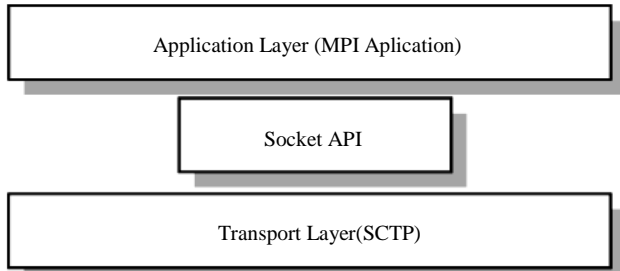 Application Layer (MPI Aplication)
Socket API
Transport Layer(SCTP)